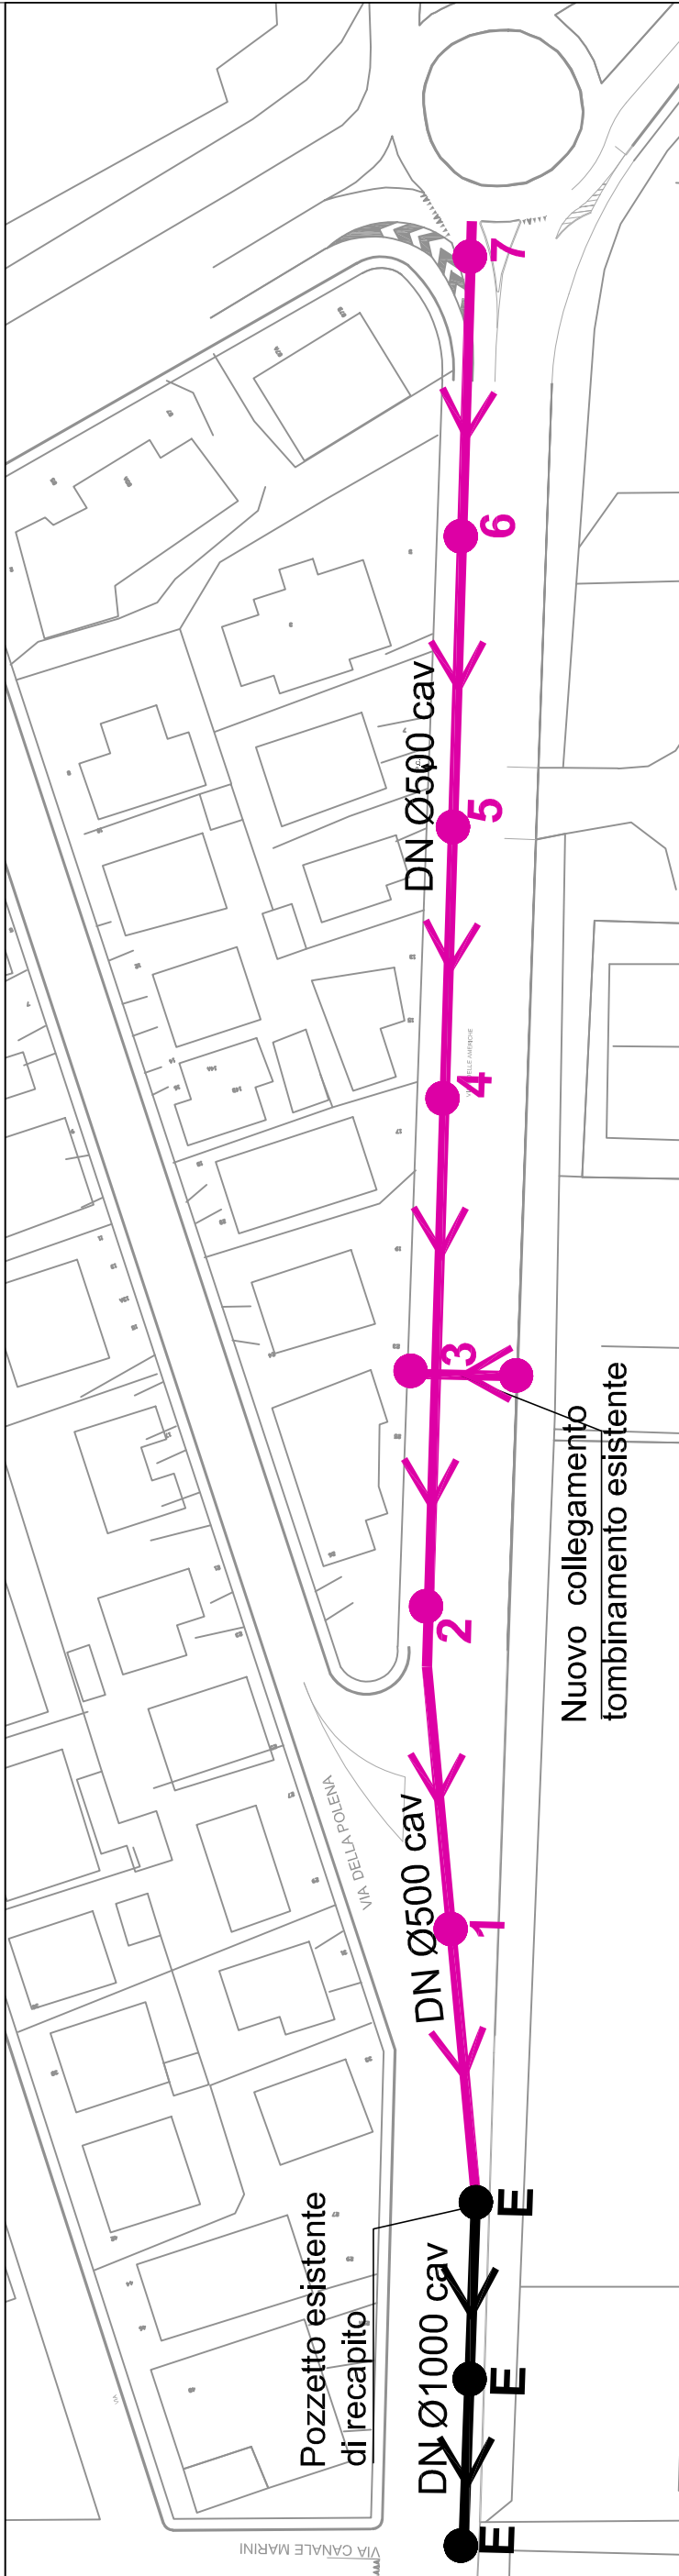 7
6
DN Ø500 cav
5
4
3
Nuovo collegamento
tombinamento esistente
2
VIA DELLA POLENA
DN Ø500 cav
1
E
Pozzetto esistente
di recapito
DN Ø1000 cav
E
E
VIA CANALE MARINI